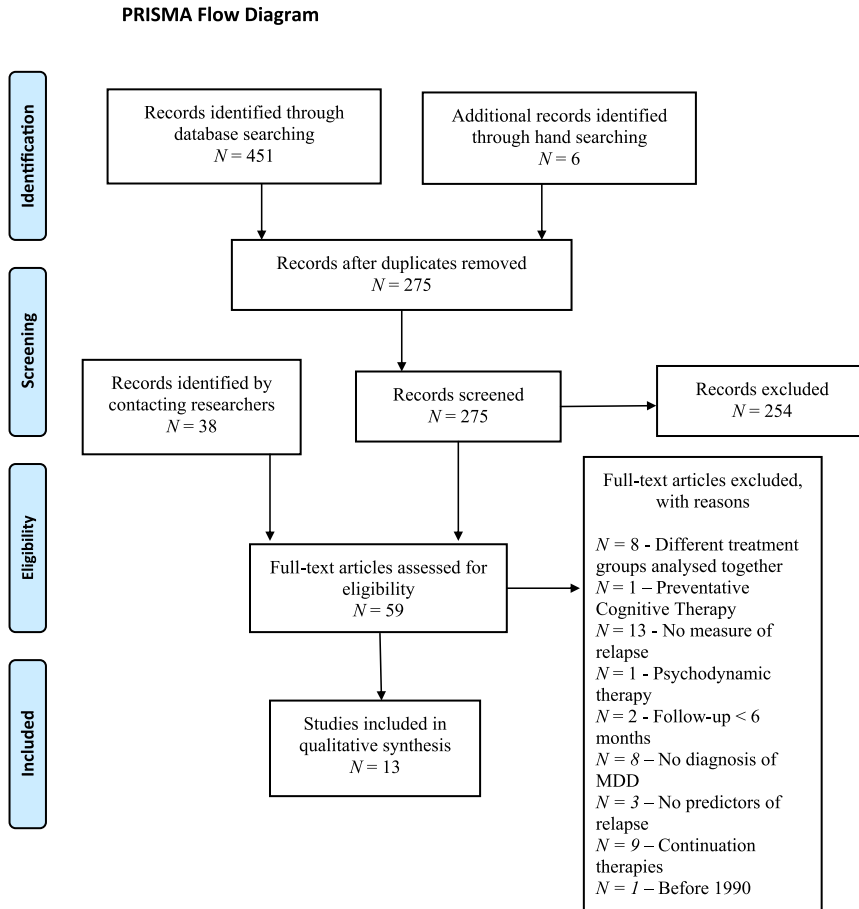 PRISMA Flow Diagram
Identification
Records identified through
database searching
N = 451
Additional records identified
through hand searching
N = 6
Records after duplicates removed
N = 275
Screening
Records identified by
contacting researchers
N = 38
Records screened
N = 275
Records excluded
N = 254
Eligibility
Full-text articles assessed for
eligibility
N = 59
Full-text articles excluded,
with reasons
N = 8 - Different treatment
groups analysed together
N = 1 – Preventative
Cognitive Therapy
N = 13 - No measure of
relapse
N = 1 - Psychodynamic
therapy
N = 2 - Follow-up < 6
months
N = 8 – No diagnosis of
MDD
N = 3 – No predictors of
relapse
N = 9 – Continuation
therapies
N = 1 – Before 1990
Included
Studies included in
qualitative synthesis
N = 13